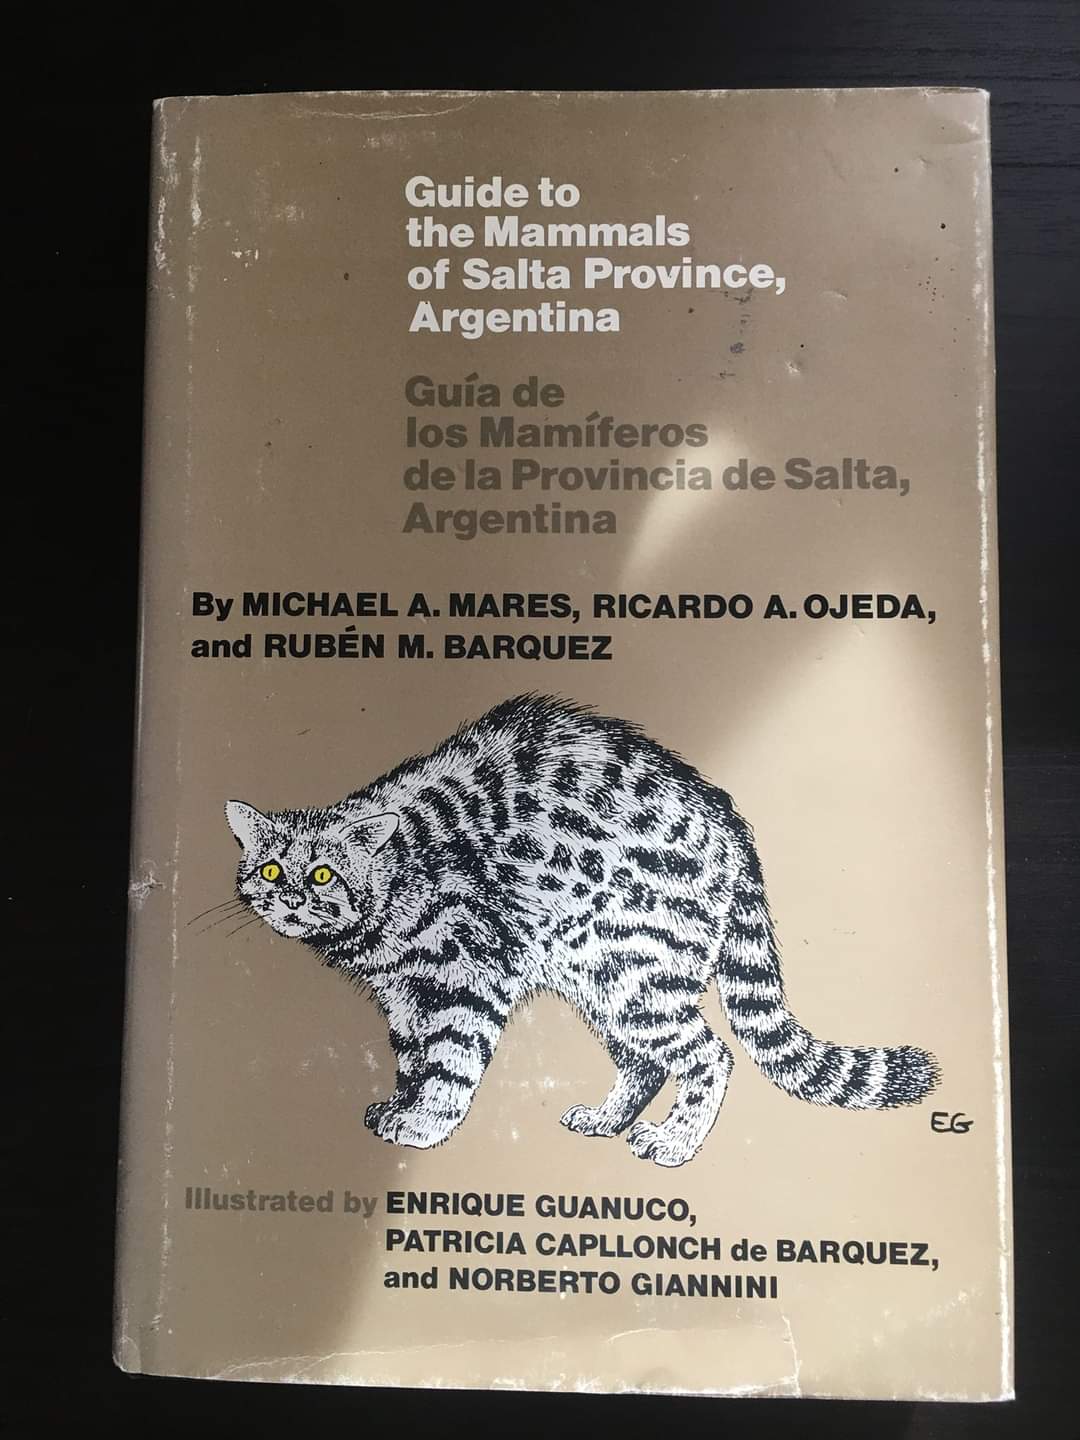 Guide to
the Mammals
of Salta Province,
Argentina
Guía de
los Mamíferos
de la Provincia de Salta,
Argentina
By MICHAEL A. MARES, RICARDO A. OJEDA,
and RUBÉN M. BARQUEZ
EG
Illustrated by ENRIQUE GUANUCO,
PATRICIA CAPLLONCH de BARQUEZ,
and NORBERTO GIANNINI